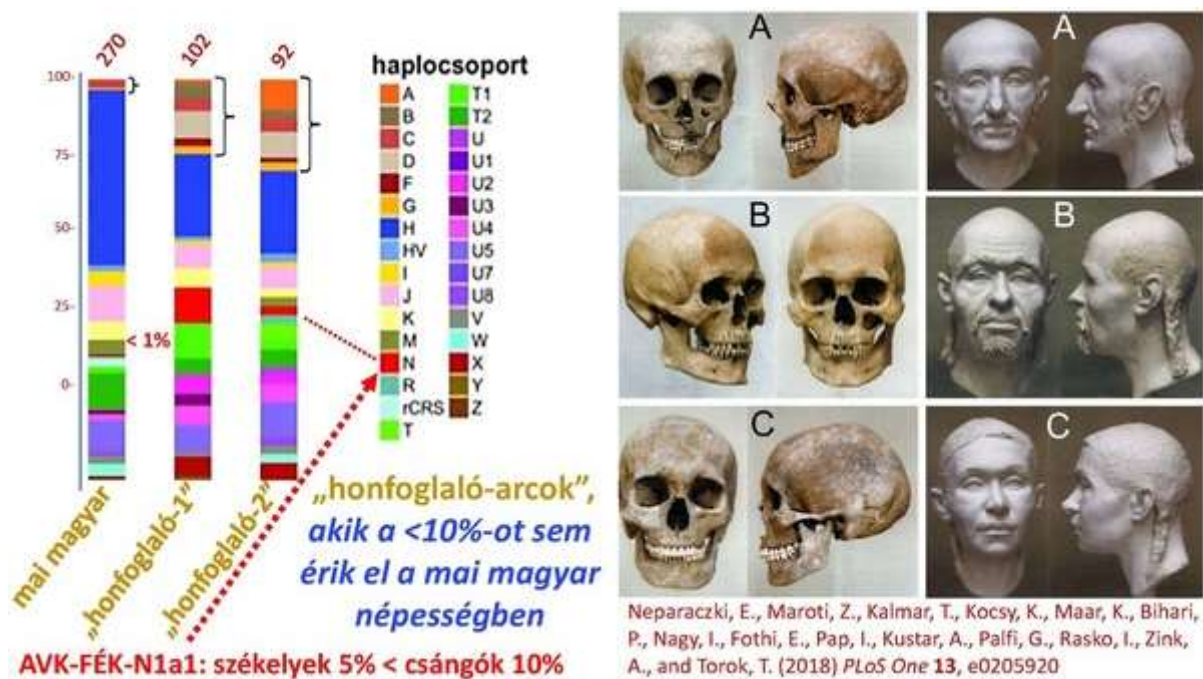 270
102
92
100-
75-
50-
25-
0-
< 1%
mai magyar
„honfoglaló-1”
„honfoglaló-2”
haplocsoport
A
B
C
D
F
G
H
HV
I
J
K
M
N
R
rCRS
T
T1
T2
U
U1
U2
U3
U4
U5
U7
U8
V
W
X
Y
Z
„honfoglaló-arcok”,
akik a <10%-ot sem
érik el a mai magyar
népességben
AVK-FÉK-N1a1: székelyek 5% < csángók 10%
A
A
B
B
C
C
Neparaczki, E., Maroti, Z., Kalmar, T., Kocsy, K., Maar, K., Bihari,
P., Nagy, I., Fothi, E., Pap, I., Kustar, A., Palfi, G., Rasko, I., Zink,
A., and Torok, T. (2018) PLoS One 13, e0205920